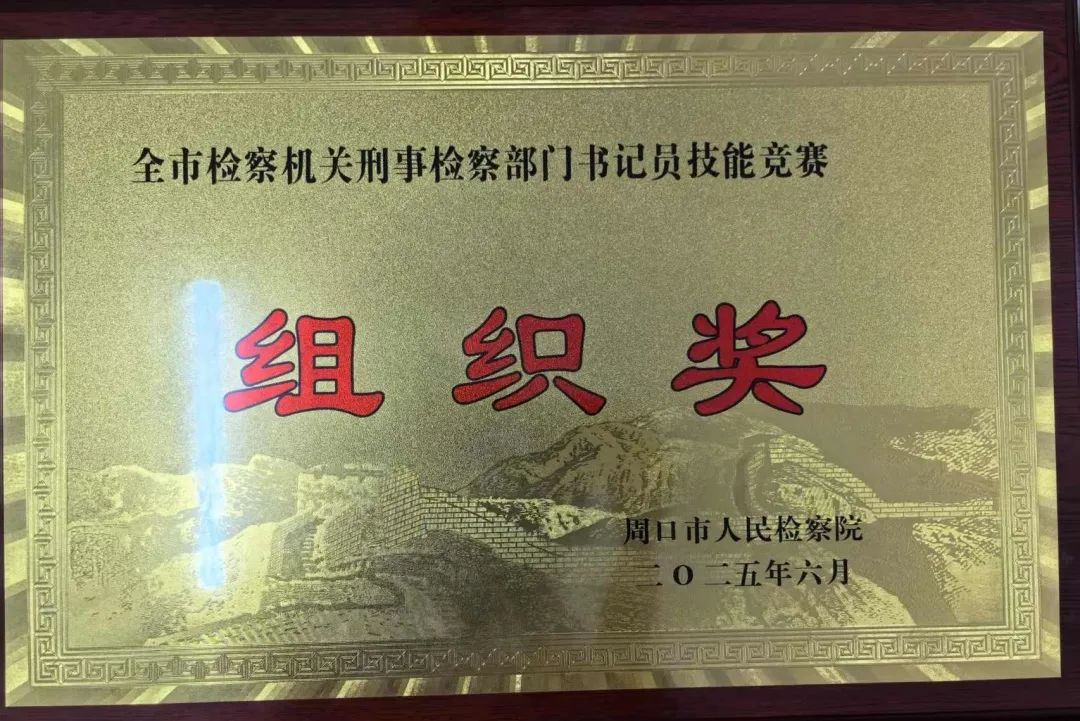 全市检察机关刑事检察部门书记员技能竞赛
组织奖
周口市人民检察院
二〇二五年六月